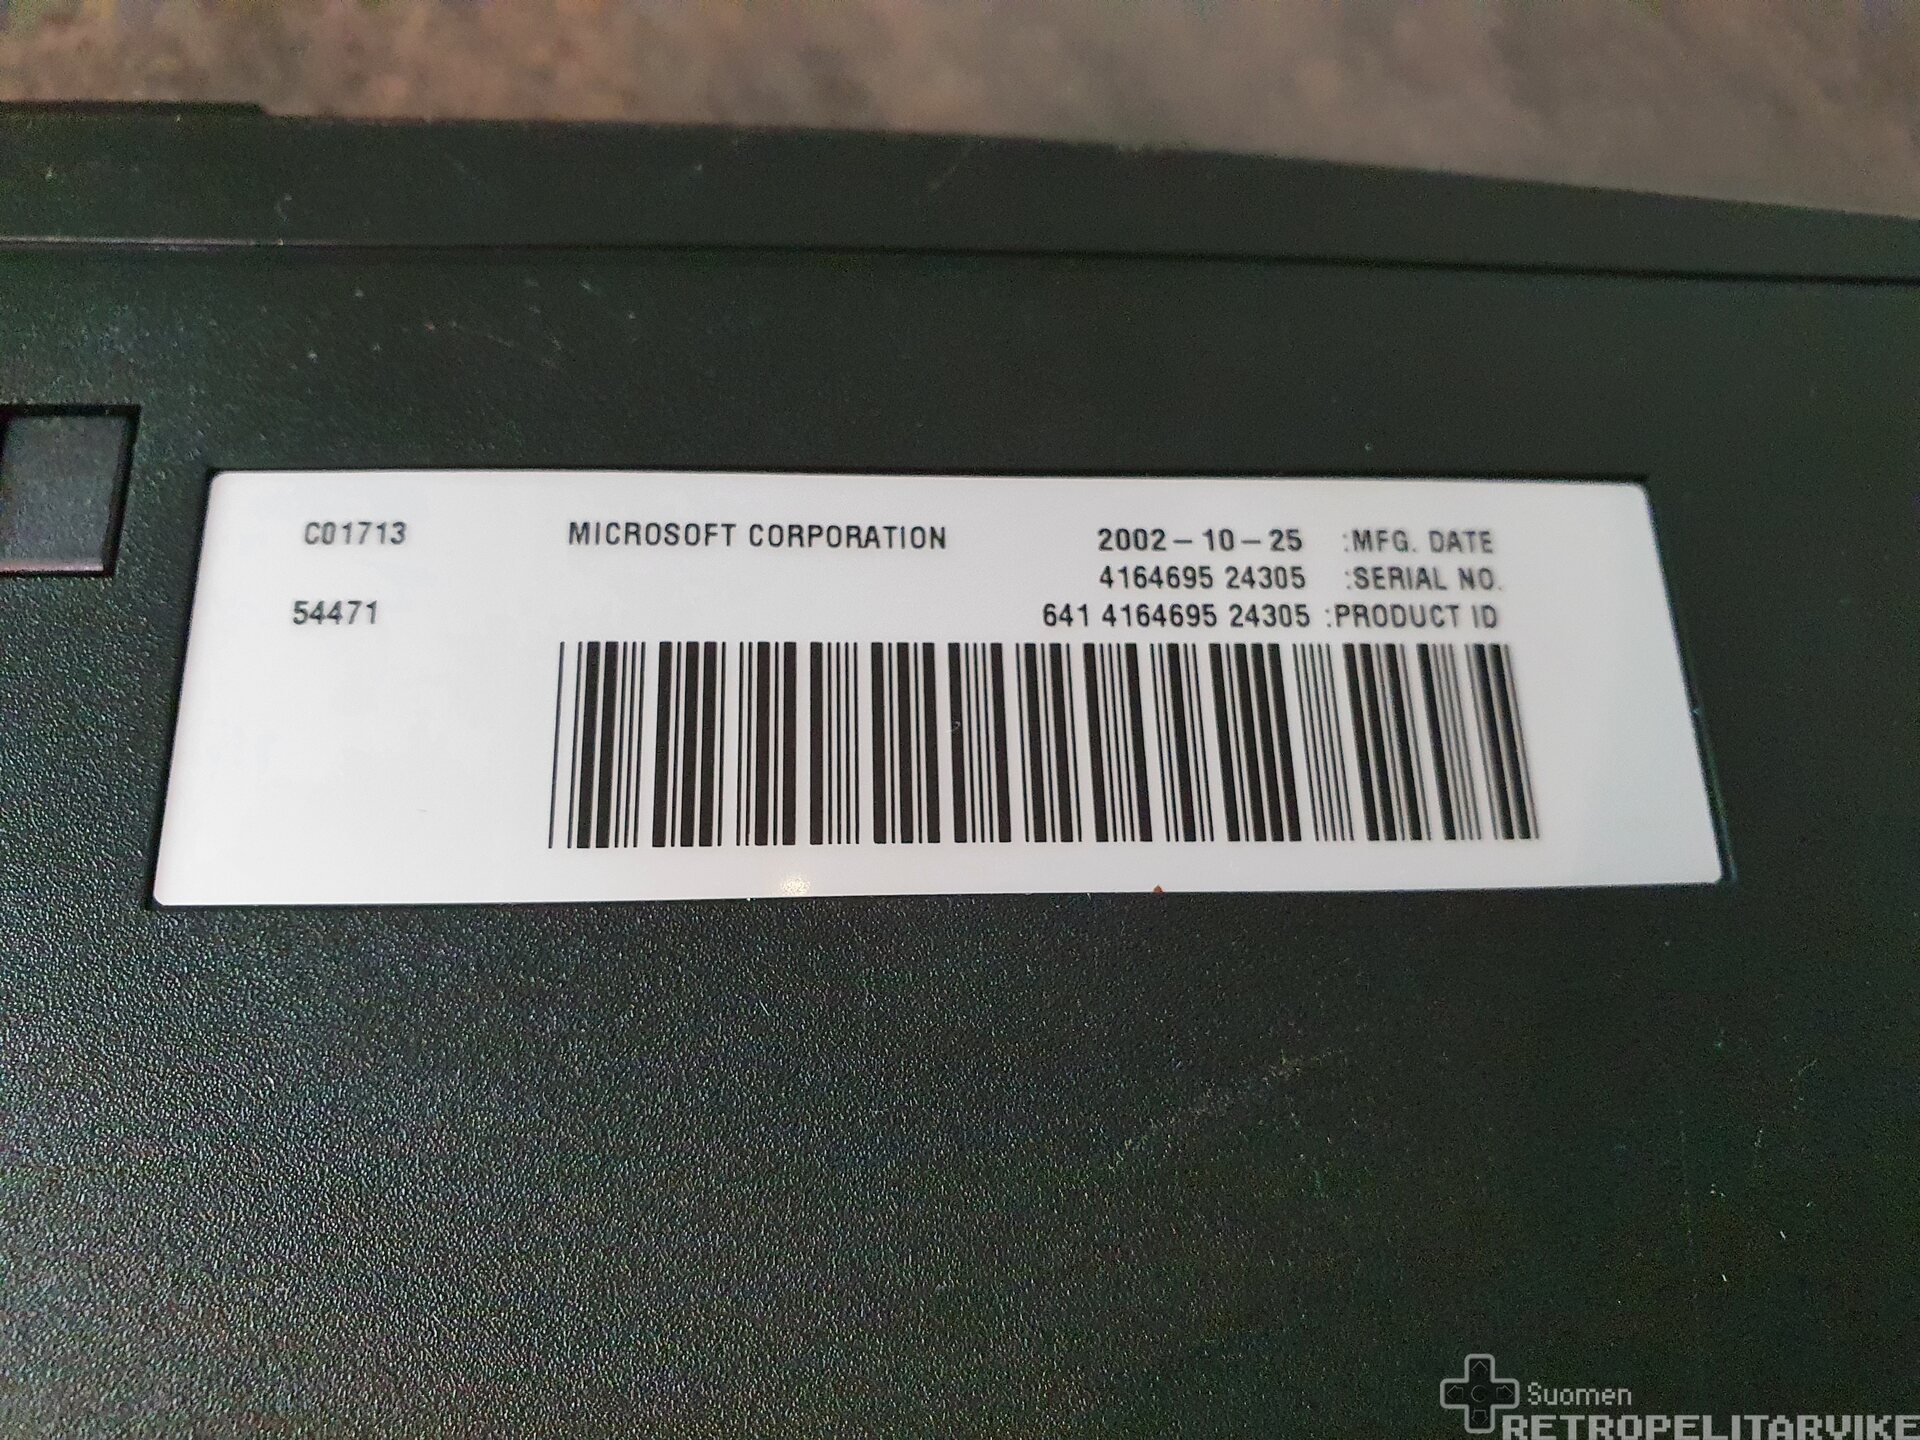 C01713 MICROSOFT CORPORATION 2002-10-25 :MFG. DATE
4164695 24305 :SERIAL NO.
54471 641 4164695 24305 :PRODUCT ID
Suomen
RETROPELITARVIKE